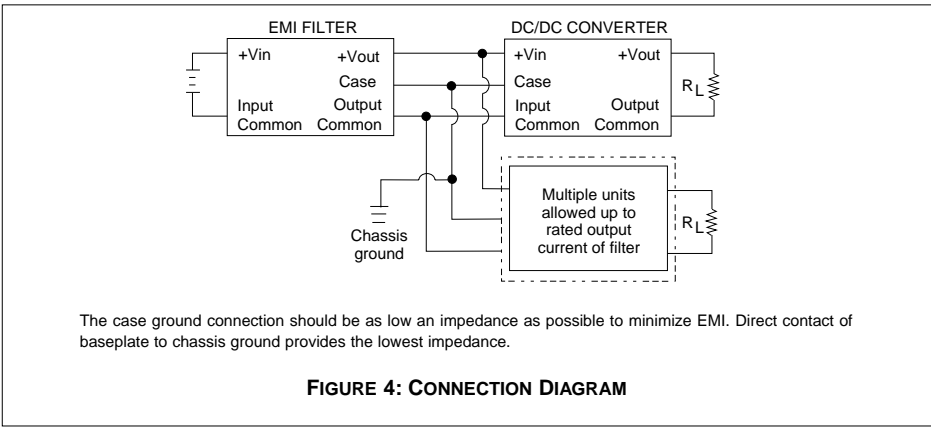 EMI FILTER
DC/DC CONVERTER
+Vin
+Vout
Case
Input
Common
Output
Common
+Vin
+Vout
Case
Input
Common
Output
Common
RL
Multiple units
allowed up to
rated output
current of filter
RL
Chassis
ground
The case ground connection should be as low an impedance as possible to minimize EMI. Direct contact of
baseplate to chassis ground provides the lowest impedance.
FIGURE 4: CONNECTION DIAGRAM